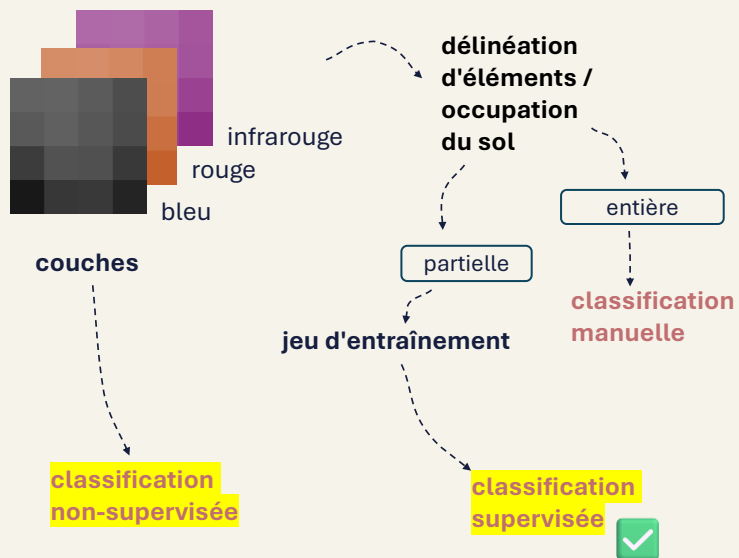 infrarouge
rouge
bleu
couches
délinéation
d'éléments /
occupation
du sol
partielle
entière
jeu d'entraînement
classification
manuelle
classification
non-supervisée
classification
supervisée